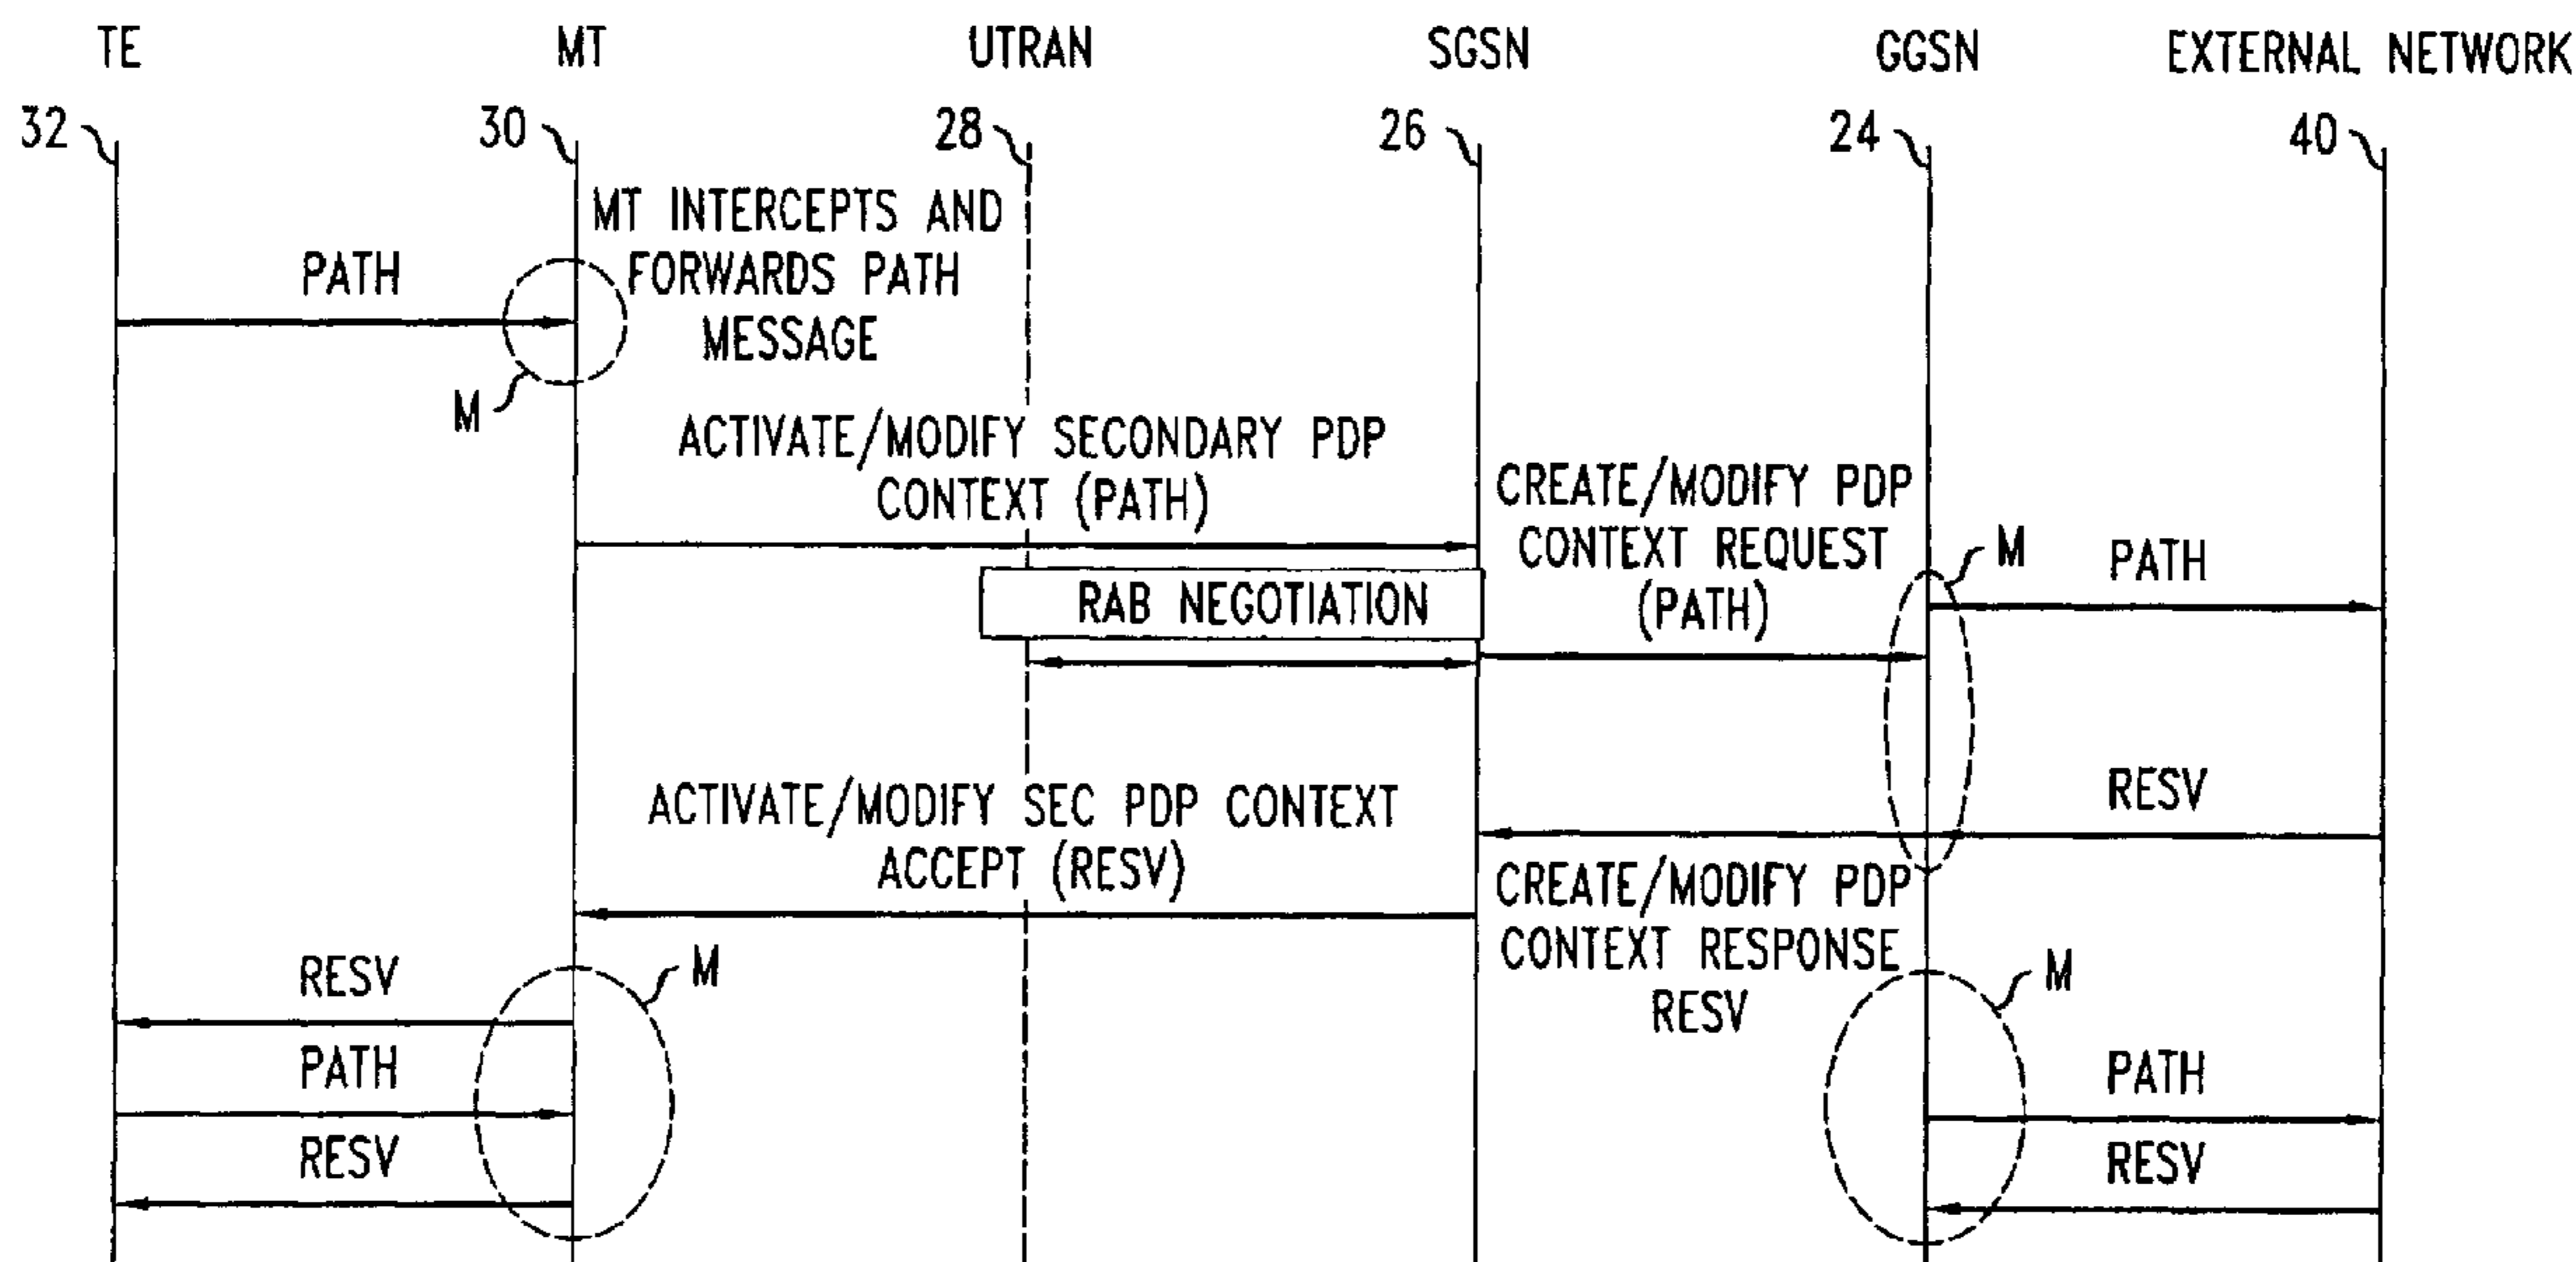 TE
MT
UTRAN
SGSN
GGSN
EXTERNAL NETWORK
32
30
28
26
24
40
MT INTERCEPTS AND
FORWARDS PATH
MESSAGE
PATH
M
ACTIVATE/MODIFY SECONDARY PDP
CONTEXT (PATH)
CREATE/MODIFY PDP
CONTEXT REQUEST
(PATH)
M
PATH
RAB NEGOTIATION
RESV
ACTIVATE/MODIFY SEC PDP CONTEXT
ACCEPT (RESV)
CREATE/MODIFY PDP
CONTEXT RESPONSE
RESV
M
M
RESV
PATH
RESV
PATH
RESV